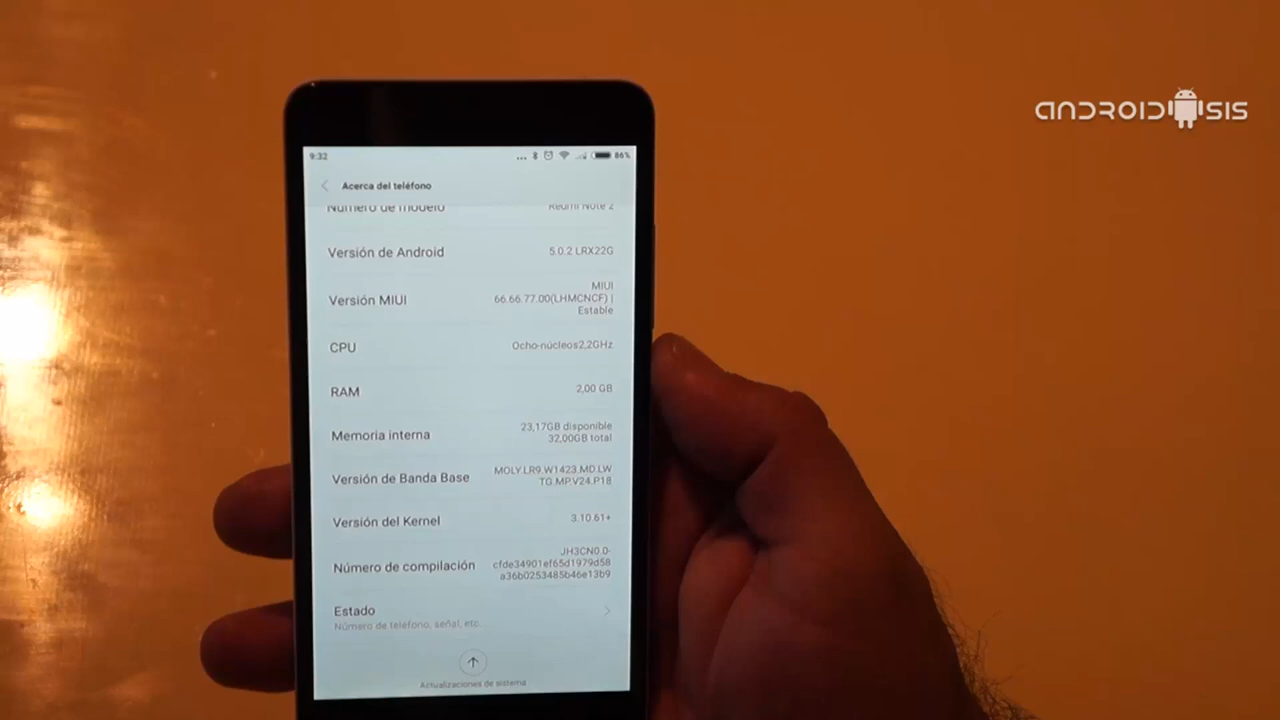 ANDROIDSIS
9:32
... 86%
Acerca del teléfono
Número de modelo Redmi Note 2
Versión de Android 5.0.2 LRX22G
MIUI
Versión MIUI 66.66.77.00(LHMCNCF) |
Estable
CPU Ocho-núcleos2,2GHz
RAM 2,00 GB
23,17GB disponible
Memoria interna
32,00GB total
MOLY.LR9.W1423.MD.LW
Versión de Banda Base
TG.MP.V24.P18
Versión del Kernel 3.10.61+
JH3CN0.0-
Número de compilación cfde34901ef65d1979d58
a36b0253485b46e13b9
Estado
Número de teléfono, señal, etc
Actualizaciones de sistema